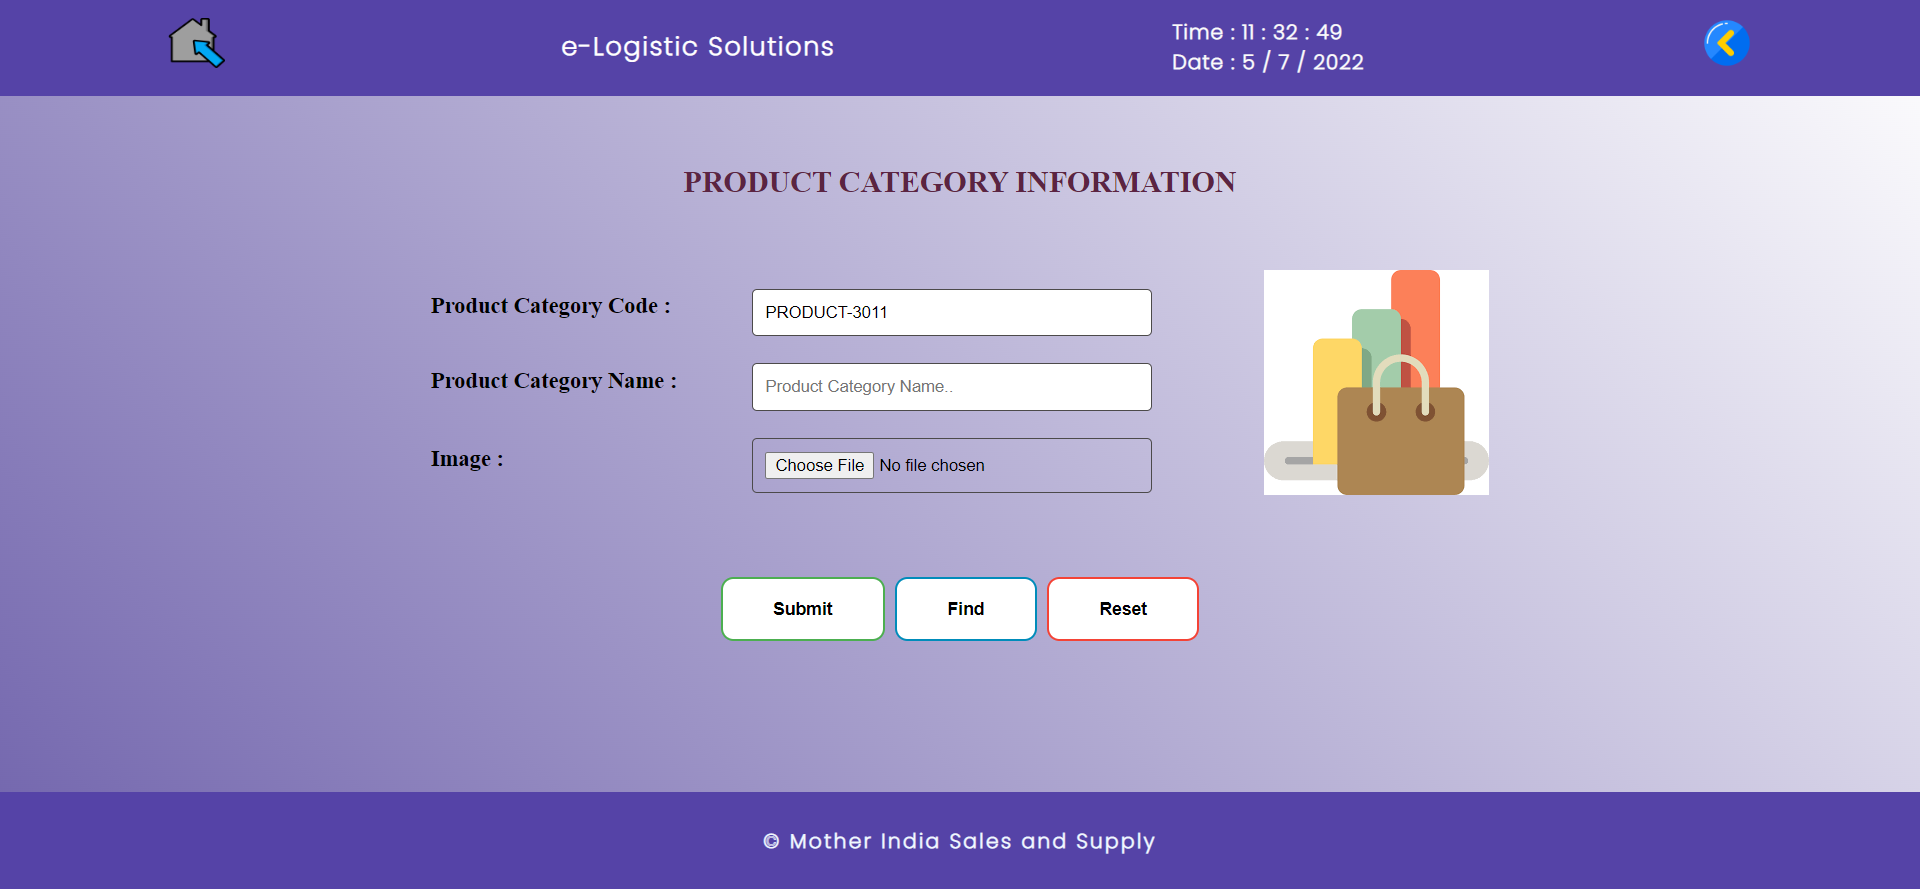 e-Logistic Solutions
Time : 11 : 32 : 49
Date : 5 / 7 / 2022
PRODUCT CATEGORY INFORMATION
Product Category Code :
PRODUCT-3011
Product Category Name :
Product Category Name..
Image :
Choose File No file chosen
Submit
Find
Reset
© Mother India Sales and Supply